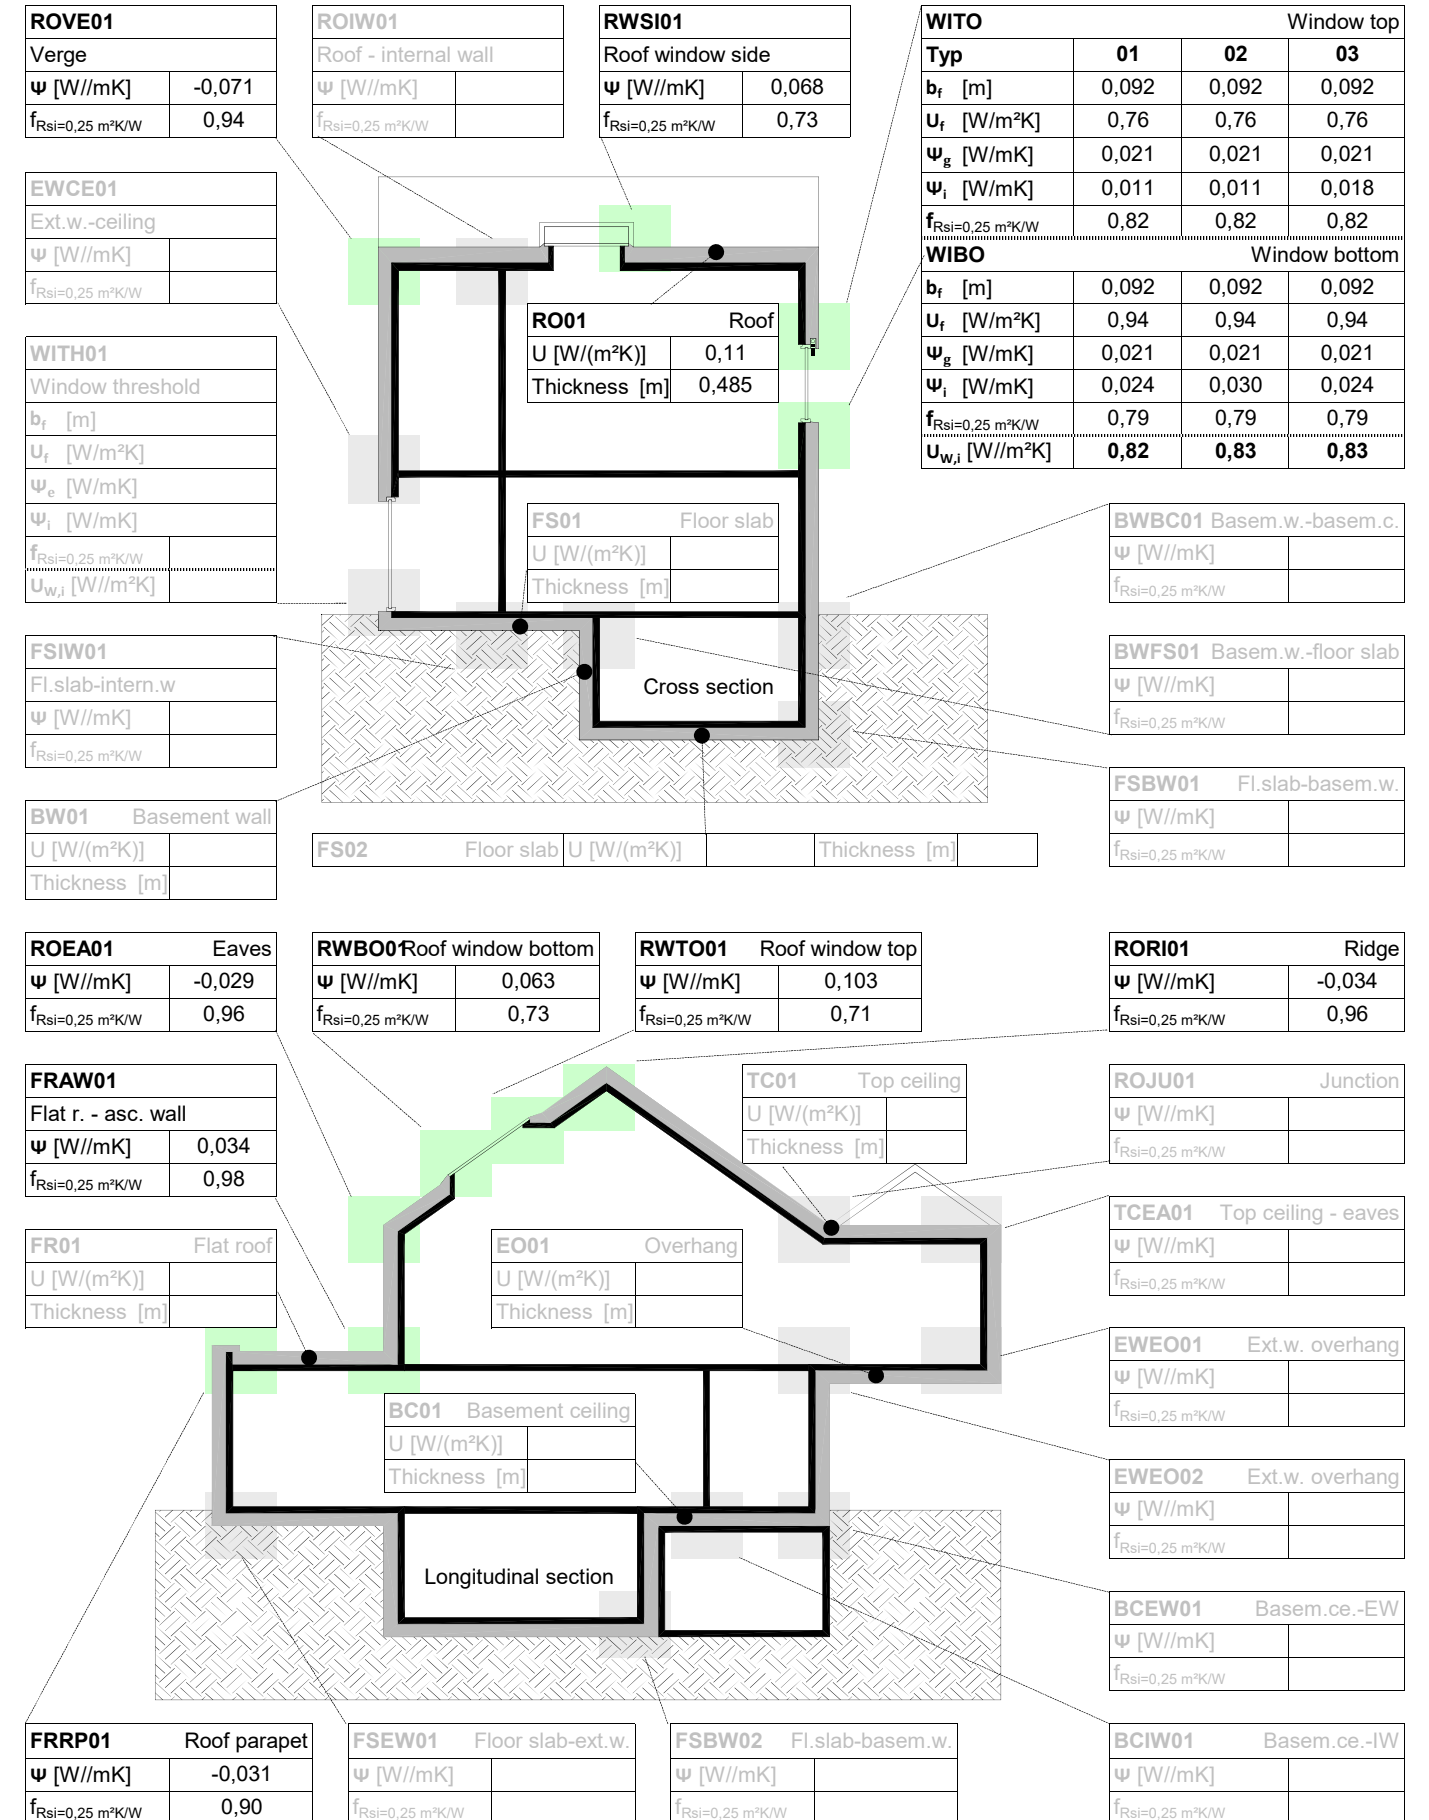 ROVE01
Verge
Ψ [W//mK] -0,071
fRsi=0,25 m²K/W 0,94
ROIW01
Roof - internal wall
Ψ [W//mK]
fRsi=0,25 m²K/W
RWSI01
Roof window side
Ψ [W//mK] 0,068
fRsi=0,25 m²K/W 0,73
WITO Window top
Typ 01 02 03
bf [m] 0,092 0,092 0,092
Uf [W/m²K] 0,76 0,76 0,76
Ψg [W/mK] 0,021 0,021 0,021
Ψi [W/mK] 0,011 0,011 0,018
fRsi=0,25 m²K/W 0,82 0,82 0,82
WIBO Window bottom
bf [m] 0,092 0,092 0,092
Uf [W/m²K] 0,94 0,94 0,94
Ψg [W/mK] 0,021 0,021 0,021
Ψi [W/mK] 0,024 0,030 0,024
fRsi=0,25 m²K/W 0,79 0,79 0,79
UW,i [W//m²K] 0,82 0,83 0,83
EWCE01
Ext.w.-ceiling
Ψ [W//mK]
fRsi=0,25 m²K/W
RO01 Roof
U [W/(m²K)] 0,11
Thickness [m] 0,485
WITH01
Window threshold
bf [m]
Uf [W/m²K]
Ψe [W/mK]
Ψi [W/mK]
fRsi=0,25 m²K/W
UW,i [W//m²K]
FS01 Floor slab
U [W/(m²K)]
Thickness [m]
BWBC01 Basem.w.-basem.c.
Ψ [W//mK]
fRsi=0,25 m²K/W
FSIW01
Fl.slab-intern.w
Ψ [W//mK]
fRsi=0,25 m²K/W
Cross section
BWFS01 Basem.w.-floor slab
Ψ [W//mK]
fRsi=0,25 m²K/W
FSBW01 Fl.slab-basem.w.
Ψ [W//mK]
fRsi=0,25 m²K/W
BW01 Basement wall
U [W/(m²K)]
Thickness [m]
FS02 Floor slab U [W/(m²K)] Thickness [m]
ROEA01 Eaves
Ψ [W//mK] -0,029
fRsi=0,25 m²K/W 0,96
RWBO01 Roof window bottom
Ψ [W//mK] 0,063
fRsi=0,25 m²K/W 0,73
RWTO01 Roof window top
Ψ [W//mK] 0,103
fRsi=0,25 m²K/W 0,71
RORI01 Ridge
Ψ [W//mK] -0,034
fRsi=0,25 m²K/W 0,96
FRAW01
Flat r. - asc. wall
Ψ [W//mK] 0,034
fRsi=0,25 m²K/W 0,98
TC01 Top ceiling
U [W/(m²K)]
Thickness [m]
ROJU01 Junction
Ψ [W//mK]
fRsi=0,25 m²K/W
FR01 Flat roof
U [W/(m²K)]
Thickness [m]
EO01 Overhang
U [W/(m²K)]
Thickness [m]
TCEA01 Top ceiling - eaves
Ψ [W//mK]
fRsi=0,25 m²K/W
EWEO01 Ext.w. overhang
Ψ [W//mK]
fRsi=0,25 m²K/W
BC01 Basement ceiling
U [W/(m²K)]
Thickness [m]
EWEO02 Ext.w. overhang
Ψ [W//mK]
fRsi=0,25 m²K/W
Longitudinal section
BCEW01 Basem.ce.-EW
Ψ [W//mK]
fRsi=0,25 m²K/W
FRRP01 Roof parapet
Ψ [W//mK] -0,031
fRsi=0,25 m²K/W 0,90
FSEW01 Floor slab-ext.w.
Ψ [W//mK]
fRsi=0,25 m²K/W
FSBW02 Fl.slab-basem.w.
Ψ [W//mK]
fRsi=0,25 m²K/W
BCIW01 Basem.ce.-IW
Ψ [W//mK]
fRsi=0,25 m²K/W